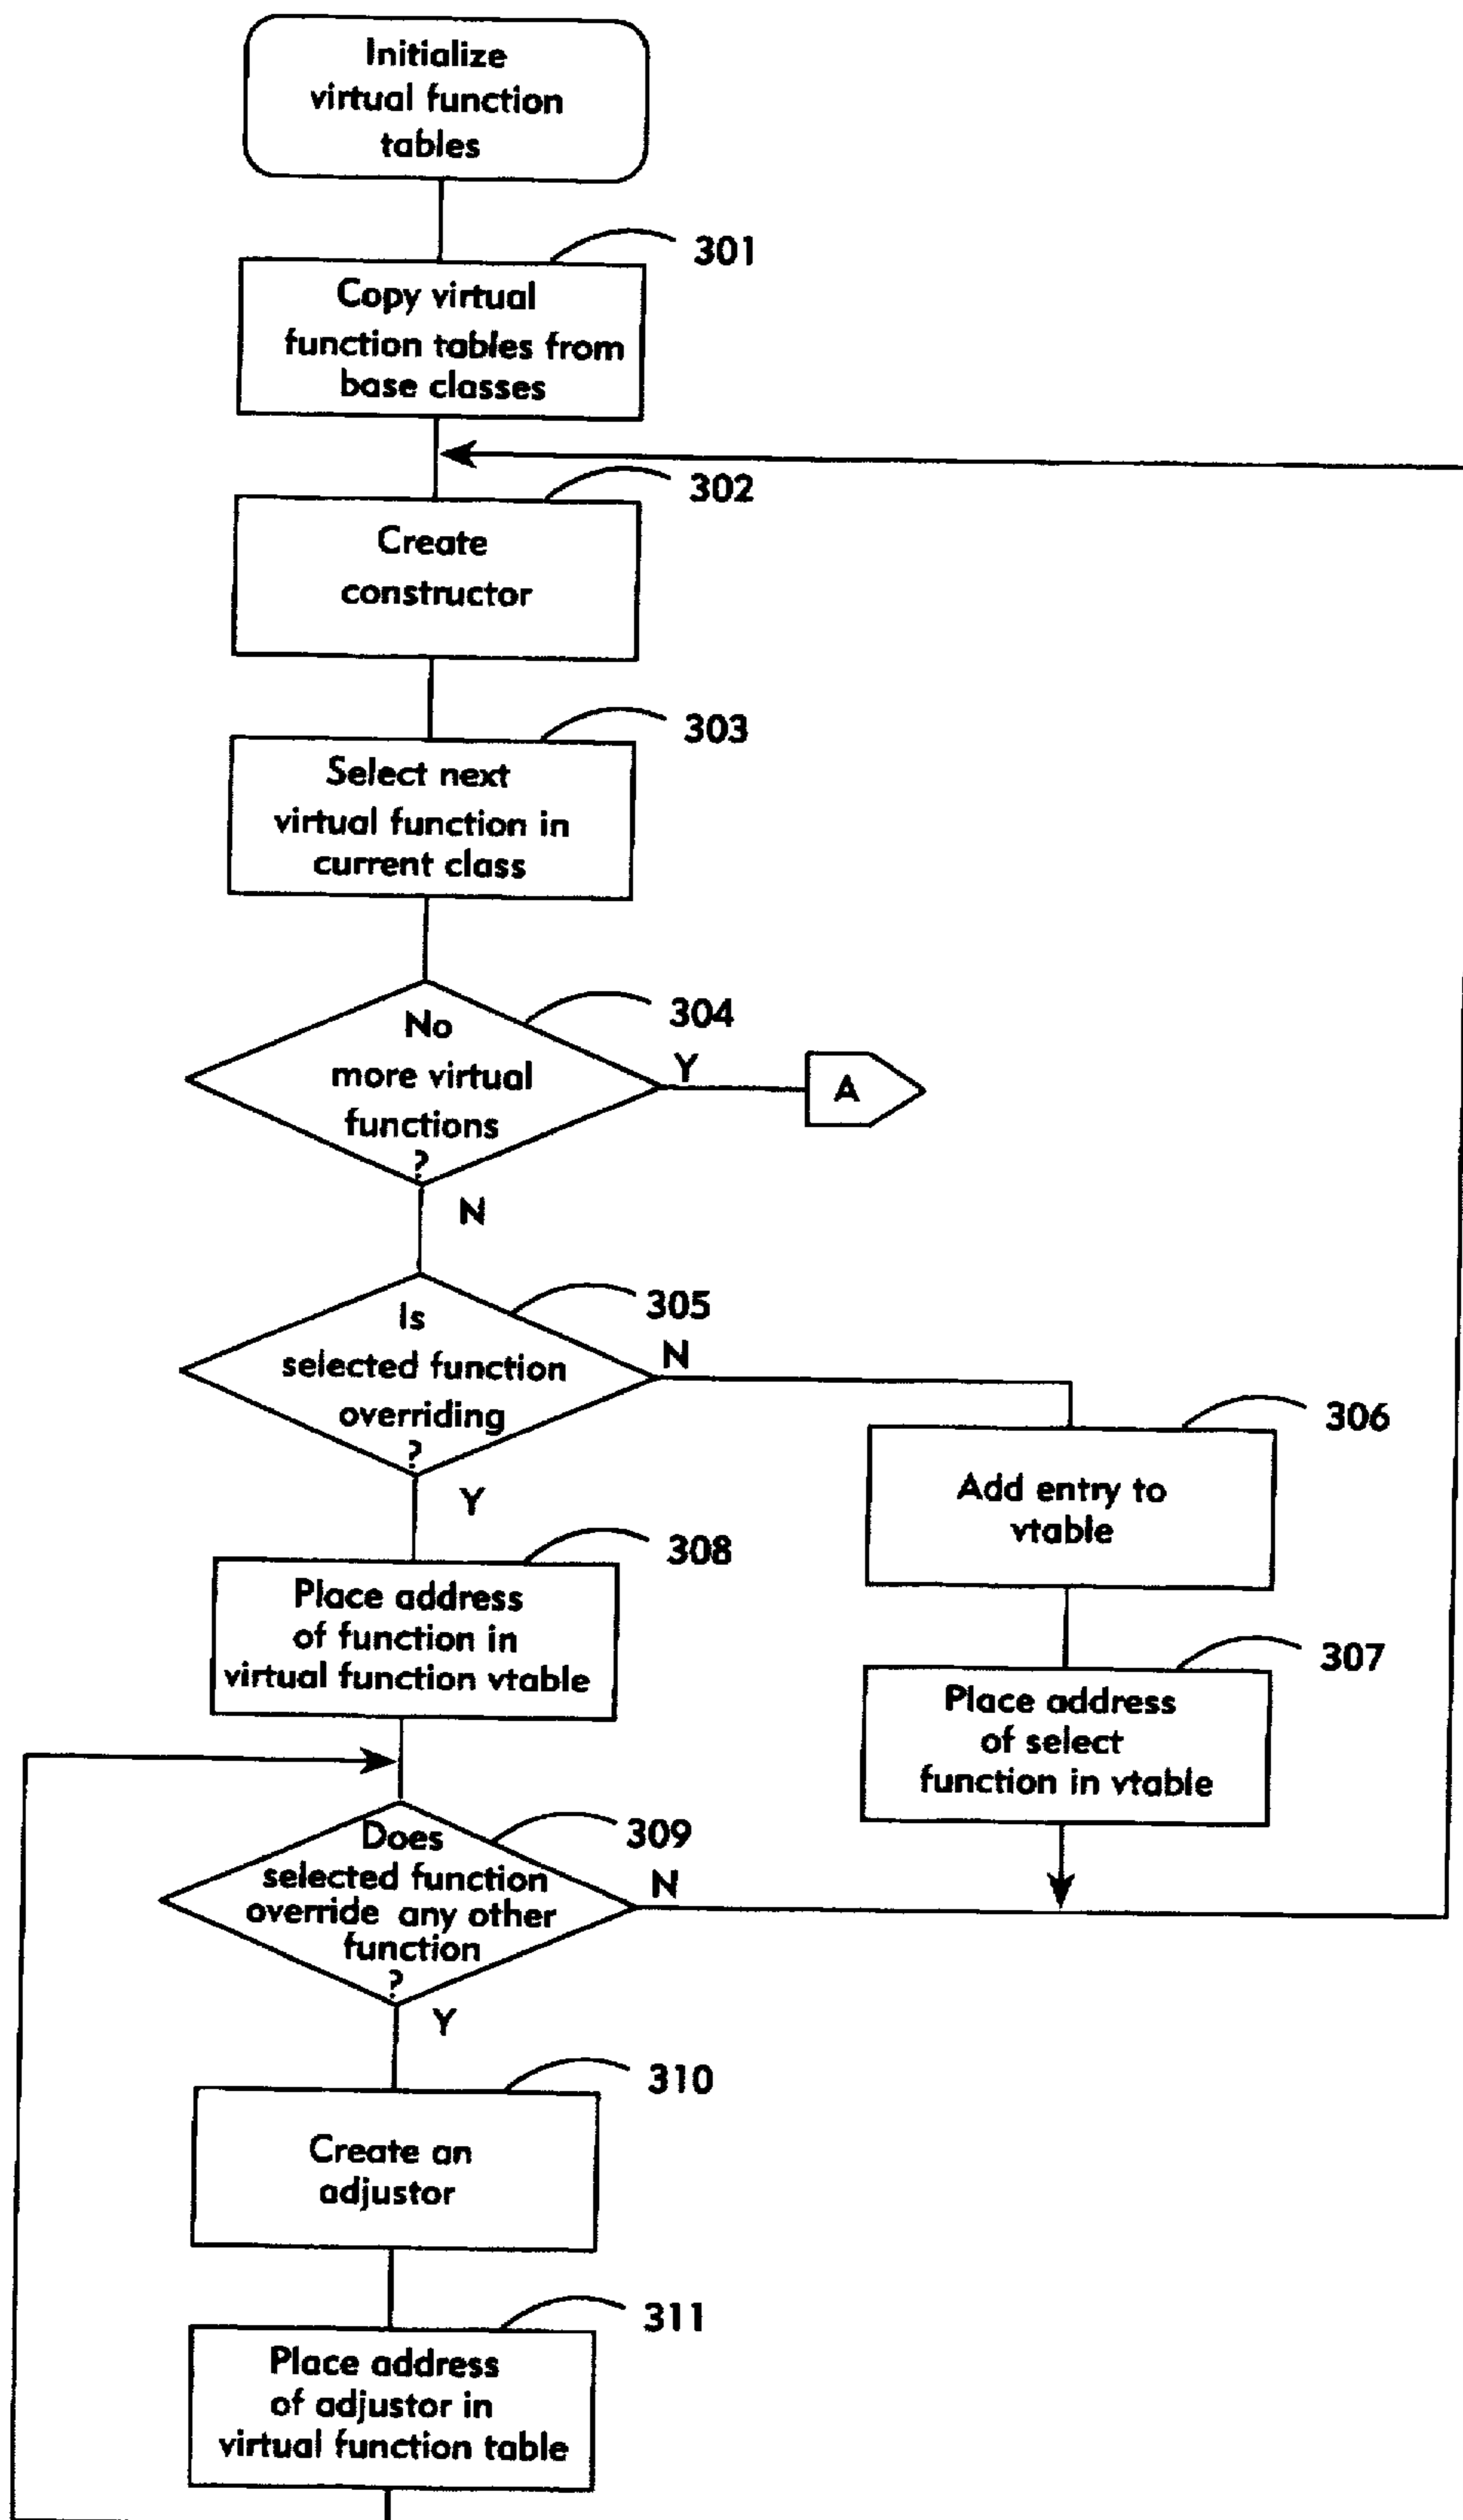 Initialize
virtual function
tables
301
Copy virtual
function tables from
base classes
302
Create
constructor
303
Select next
virtual function in
current class
304
No
more virtual
functions
?
Y
A
N
305
Is
selected function
overriding
?
N
Y
306
Add entry to
vtable
308
Place address
of function in
virtual function vtable
307
Place address
of select
function in vtable
309
Does
selected function
override any other
function
?
N
Y
310
Create an
adjustor
311
Place address
of adjustor in
virtual function table